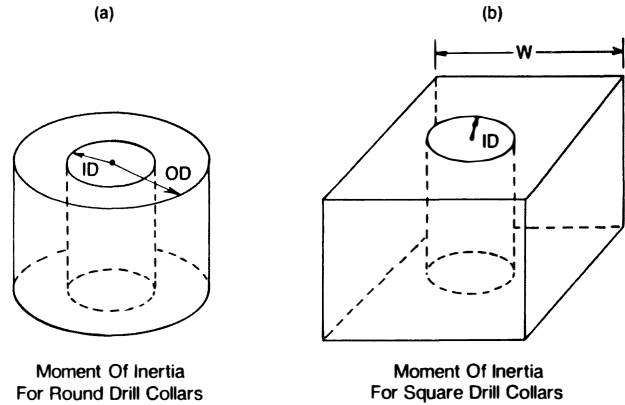 (a)
(b)
W
ID
OD
ID
Moment Of Inertia
For Round Drill Collars
Moment Of Inertia
For Square Drill Collars